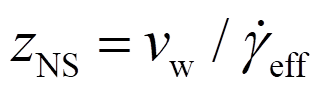 z_NS = v_w / γ̇_eff